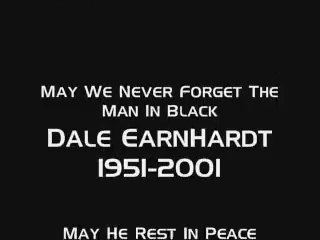 May We Never Forget The
Man In Black
Dale EarnHardt
1951-2001
May He Rest In Peace